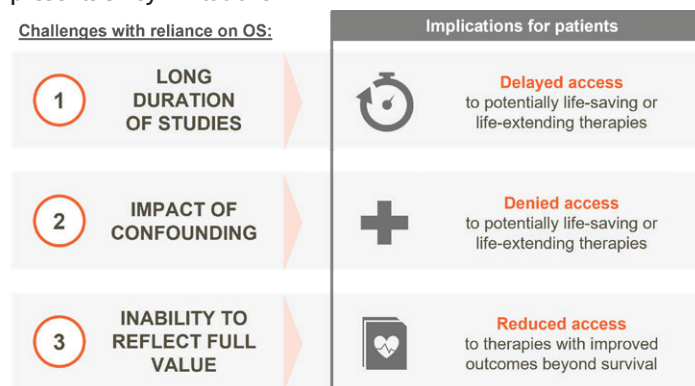 Challenges with reliance on OS:
Implications for patients
1
LONG
DURATION
OF STUDIES
Delayed access
to potentially life-saving or
life-extending therapies
2
IMPACT OF
CONFOUNDING
Denied access
to potentially life-saving or
life-extending therapies
3
INABILITY TO
REFLECT FULL
VALUE
Reduced access
to therapies with improved
outcomes beyond survival